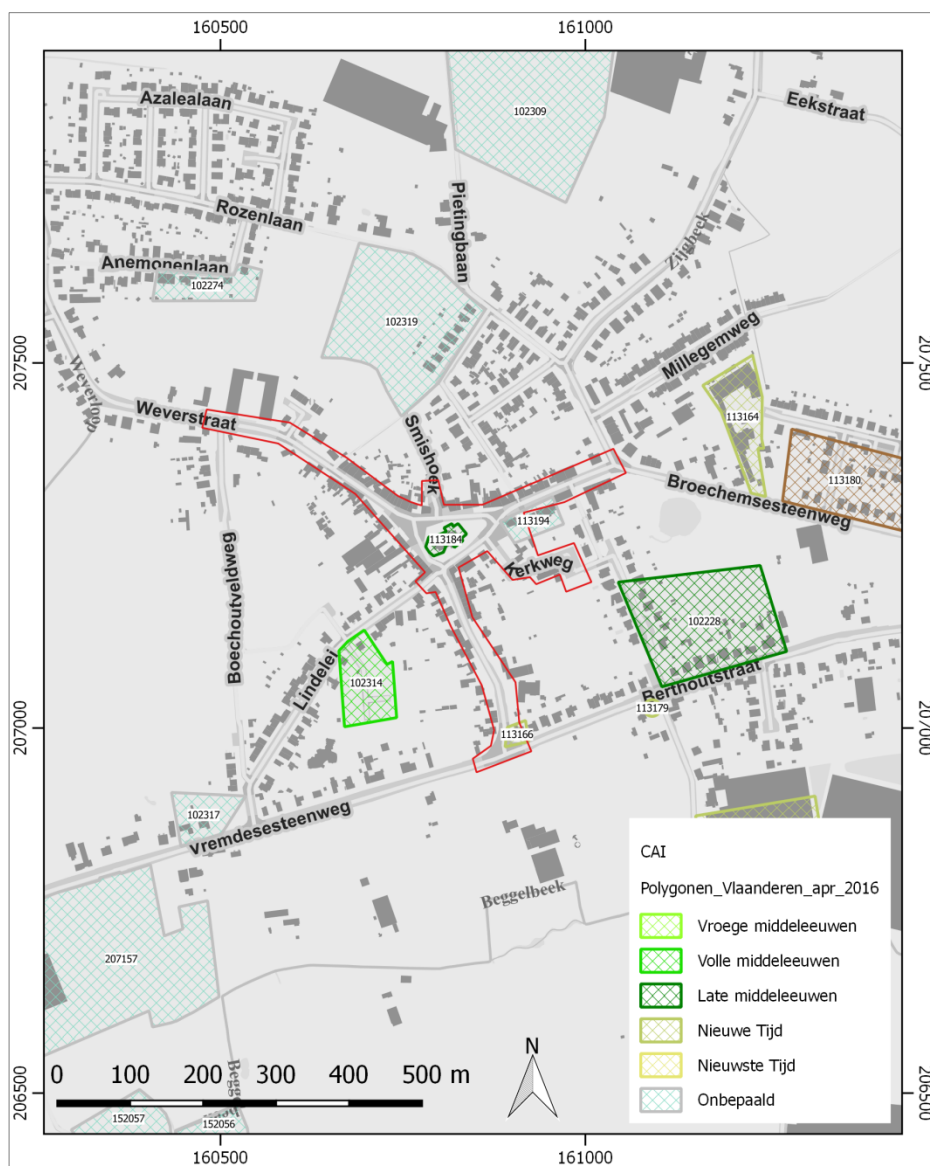 160500
161000
Azalealaan
Eekstraat
102309
Pietingbaan
Rozenlaan
Zijpbeek
Anemonenlaan
102274
102319
Millegemweg
207500
207500
Weverloop
Weverstraat
Smishoek
113164
113180
Broechemsesteenweg
113194
113184
Kerkweg
102228
Boechoutveldweg
Lindelei
102314
Berthoutstraat
113179
207000
207000
113166
102317
Vremdesesteenweg
Beggelbeek
207157
CAI
Polygonen_Vlaanderen_apr_2016
Vroege middeleeuwen
Volle middeleeuwen
Late middeleeuwen
Nieuwe Tijd
Nieuwste Tijd
Onbepaald
0 100 200 300 400 500 m
N
206500
206500
152057
152056
160500
161000